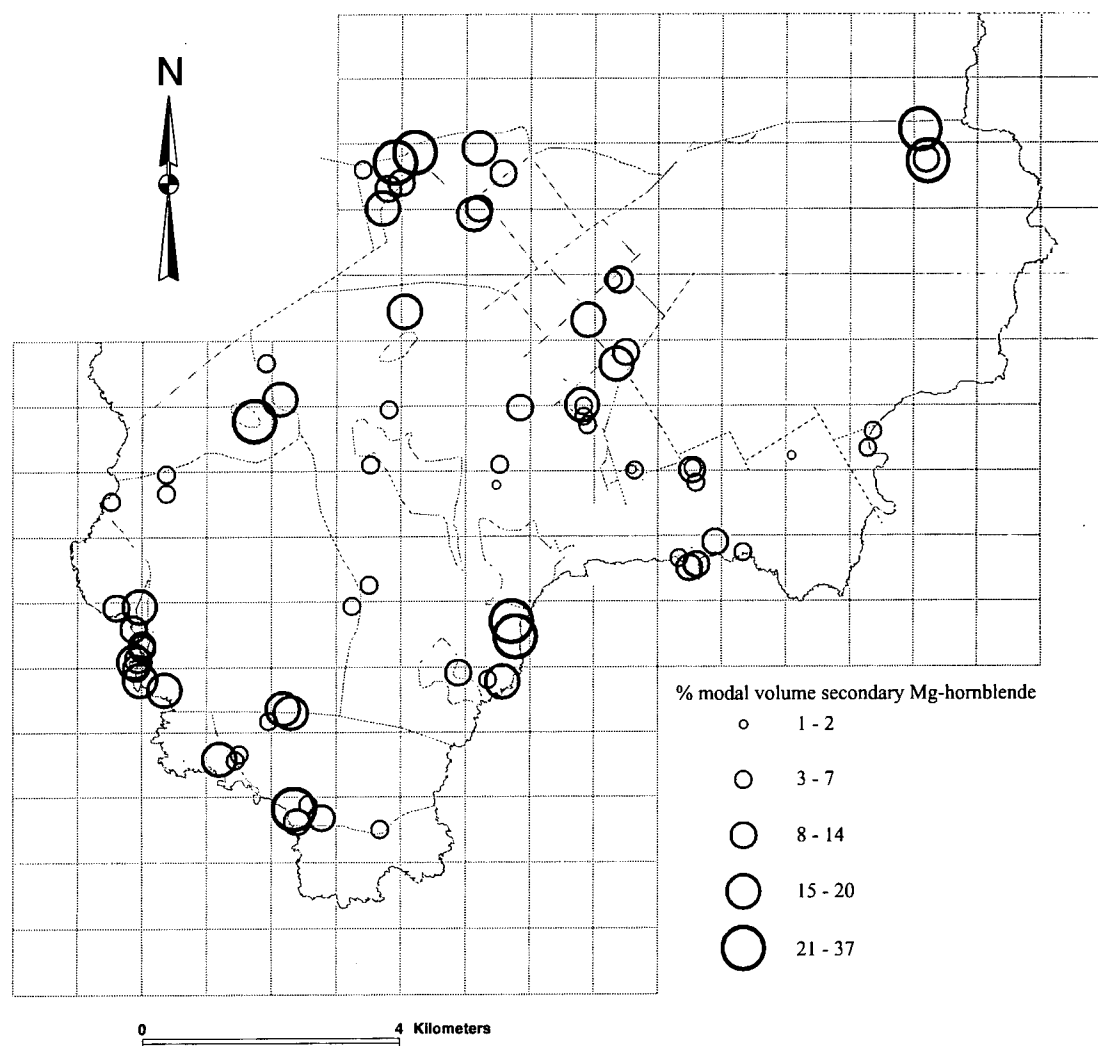 N
% modal volume secondary Mg-hornblende
1 - 2
3 - 7
8 - 14
15 - 20
21 - 37
0 4 Kilometers